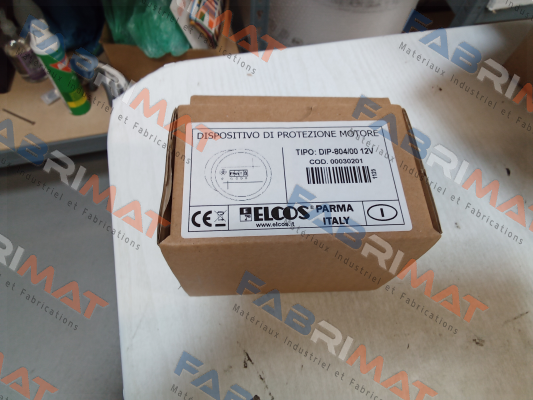 DISPOSITIVO DI PROTEZIONE MOTORE
TIPO: DIP-804/00 12V
COD. 00030201
CE
ELCOS
www.elcos.it
PARMA
ITALY
I
FABRIMAT
Materiaux Industriel et Fabrications